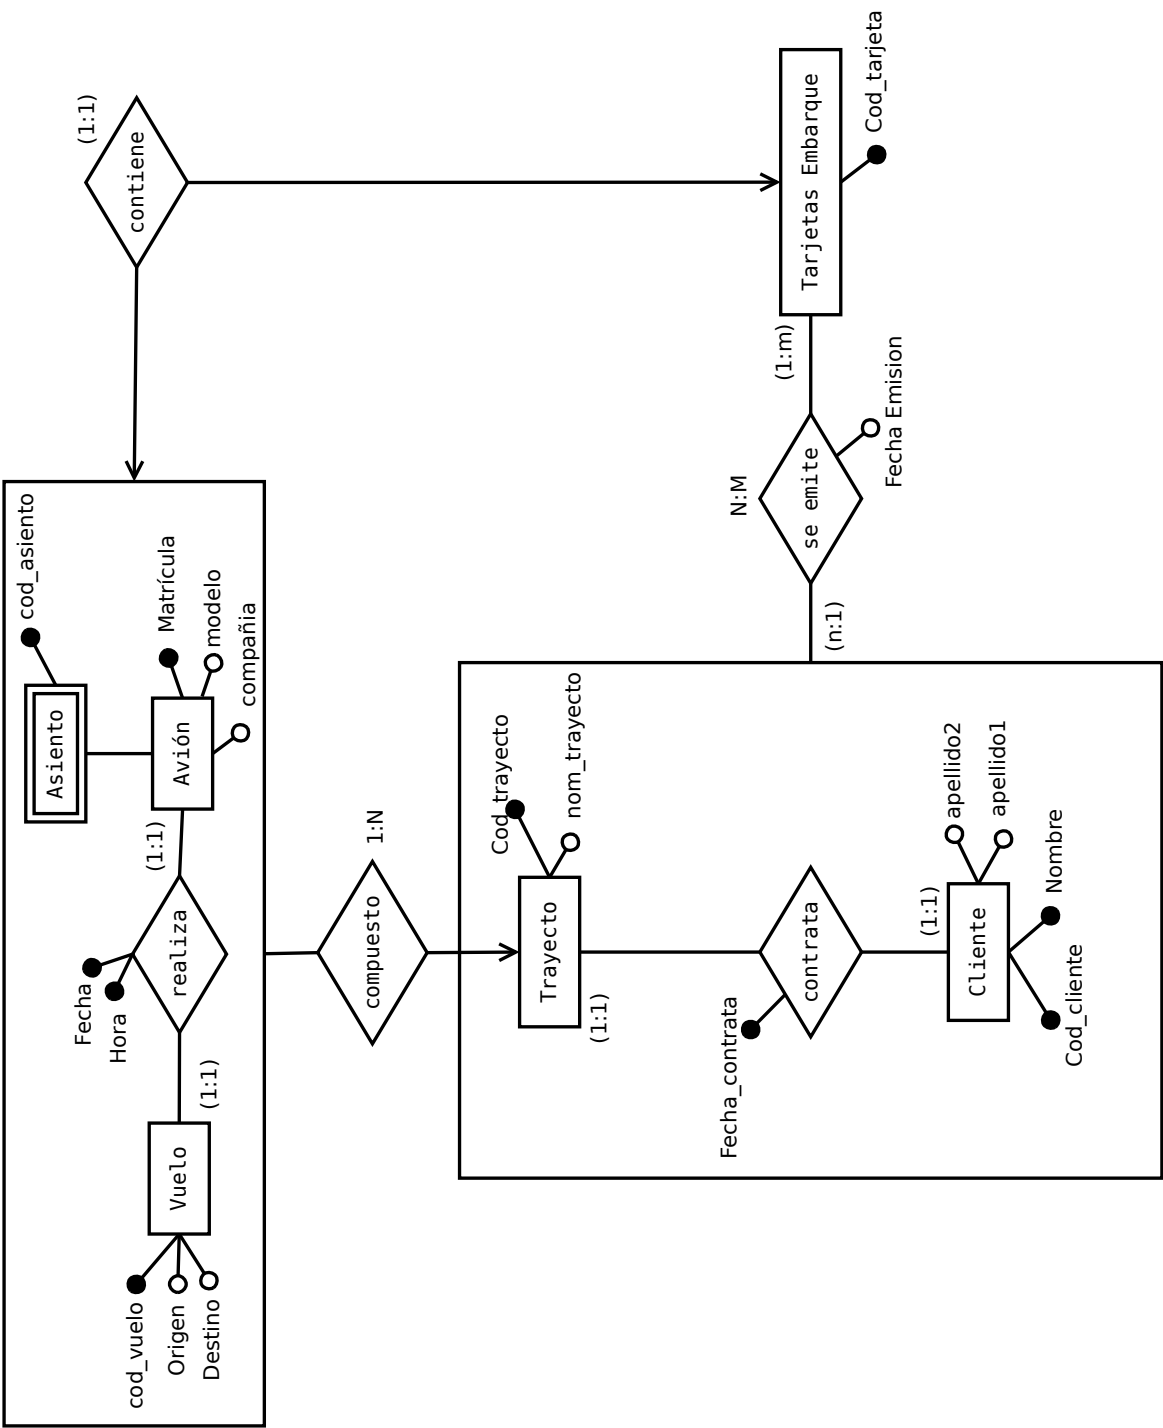 cod_vuelo
Origen
Destino
Vuelo
(1:1)
Fecha
Hora
realiza
(1:1)
Asiento
cod_asiento
Avión
Matrícula
modelo
compañia
contiene
(1:1)
compuesto
1:N
Trayecto
(1:1)
Cod_trayecto
nom_trayecto
Fecha_contrata
contrata
Cliente
(1:1)
apellido2
apellido1
Nombre
Cod_cliente
(n:1)
se emite
N:M
Fecha Emision
(1:m)
Tarjetas Embarque
Cod_tarjeta